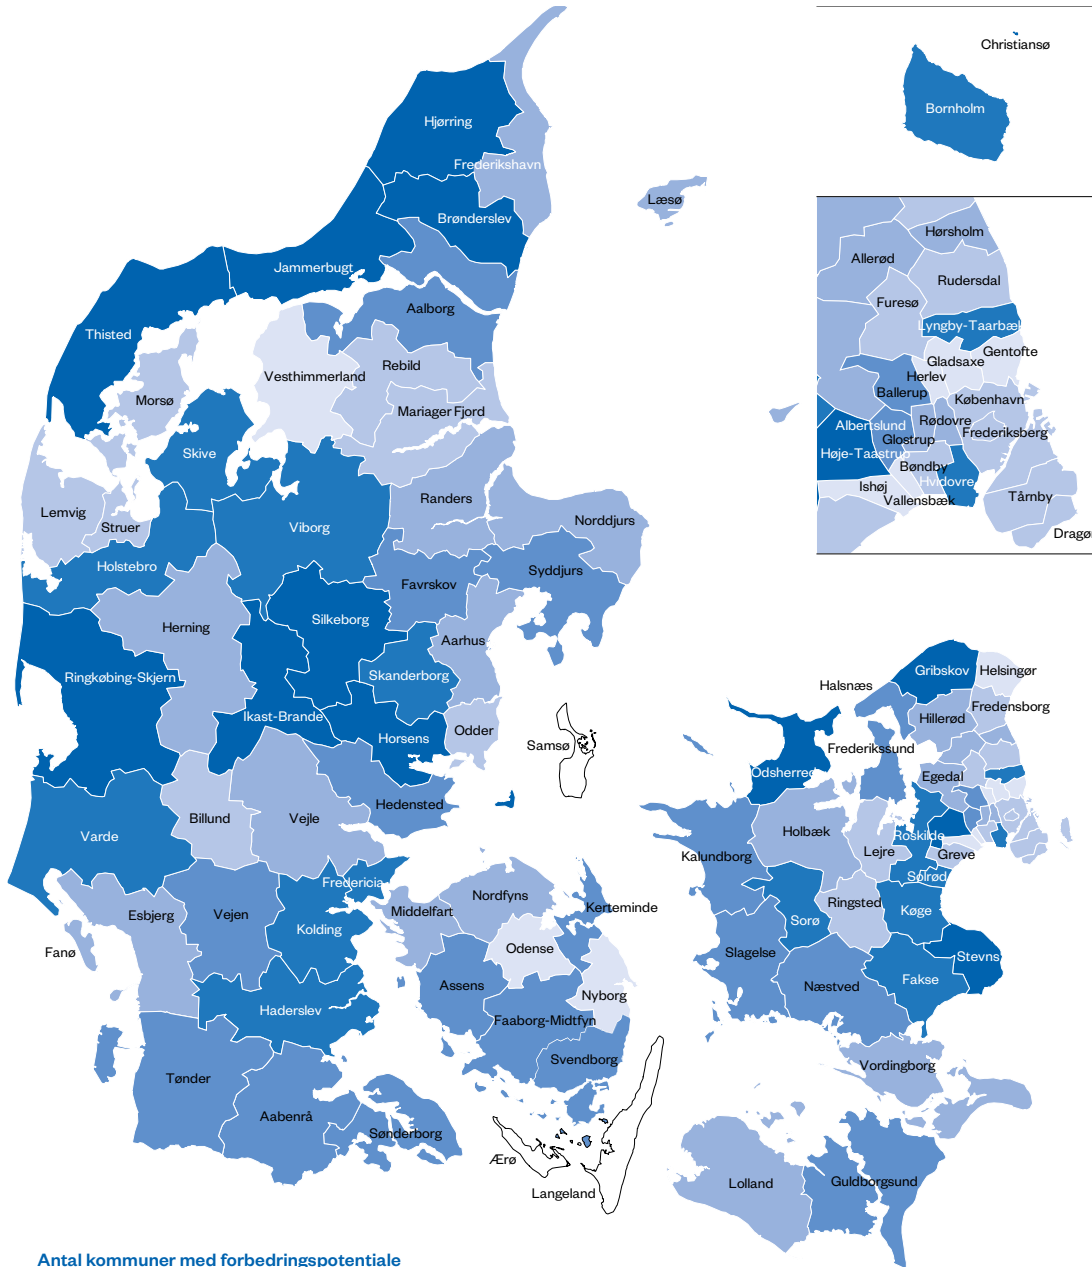 Christiansø
Bornholm
Hjørring
Frederikshavn
Læsø
Brønderslev
Jammerbugt
Aalborg
Thisted
Vesthimmerland
Rebild
Morsø
Mariager Fjord
Skive
Randers
Lemvig
Struer
Viborg
Norddjurs
Holstebro
Favrskov
Syddjurs
Herning
Silkeborg
Aarhus
Ringkøbing-Skjern
Skanderborg
Ikast-Brande
Horsens
Odder
Samsø
Hedensted
Billund
Vejle
Varde
Fredericia
Esbjerg
Vejen
Kolding
Fanø
Haderslev
Tønder
Aabenrå
Sønderborg
Middelfart
Nordfyns
Kerteminde
Odense
Assens
Nyborg
Faaborg-Midtfyn
Svendborg
Ærø
Langeland
Hørsholm
Allerød
Rudersdal
Furesø
Lyngby-Taarbæk
Gentofte
Gladsaxe
Herlev
Ballerup
København
Albertslund
Rødovre
Glostrup
Frederiksberg
Høje-Taastrup
Bøndby
Hvidovre
Ishøj
Vallensbæk
Tårnby
Dragør
Gribskov
Helsingør
Halsnæs
Fredensborg
Hillerød
Frederikssund
Odsherred
Egedal
Holbæk
Roskilde
Kalundborg
Lejre
Greve
Solrød
Ringsted
Sorø
Køge
Slagelse
Stevns
Næstved
Fakse
Vordingborg
Lolland
Guldborgsund
Antal kommuner med forbedringspotentiale